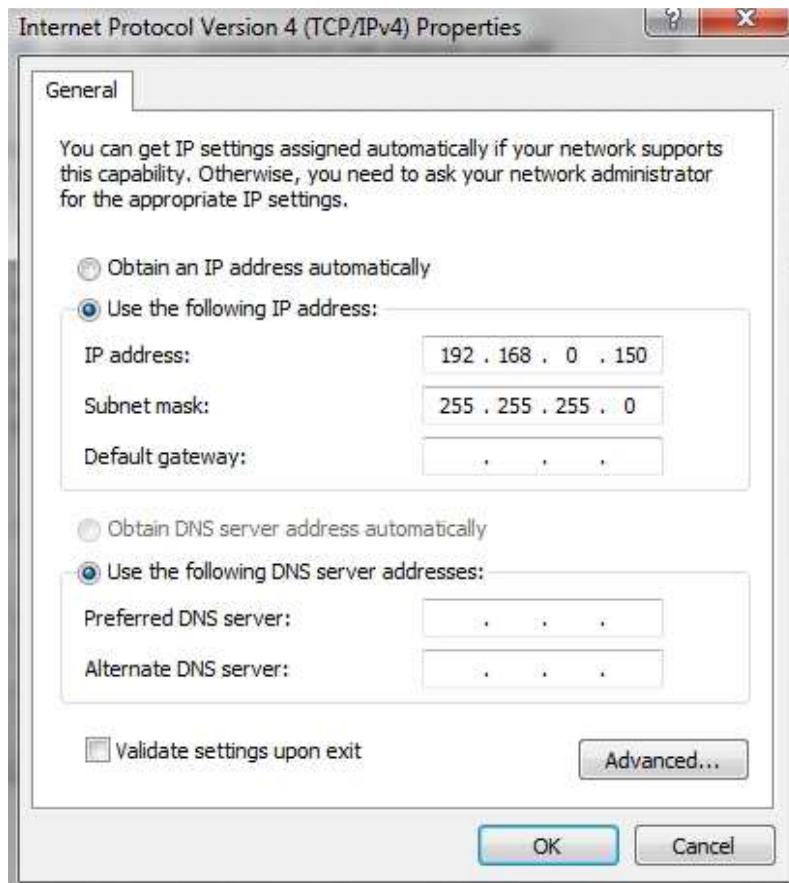 Internet Protocol Version 4 (TCP/IPv4) Properties
?
X
General
You can get IP settings assigned automatically if your network supports
this capability. Otherwise, you need to ask your network administrator
for the appropriate IP settings.
Obtain an IP address automatically
Use the following IP address:
IP address: 192 . 168 . 0 . 150
Subnet mask: 255 . 255 . 255 . 0
Default gateway: . . .
Obtain DNS server address automatically
Use the following DNS server addresses:
Preferred DNS server: . . .
Alternate DNS server: . . .
Validate settings upon exit
Advanced...
OK Cancel